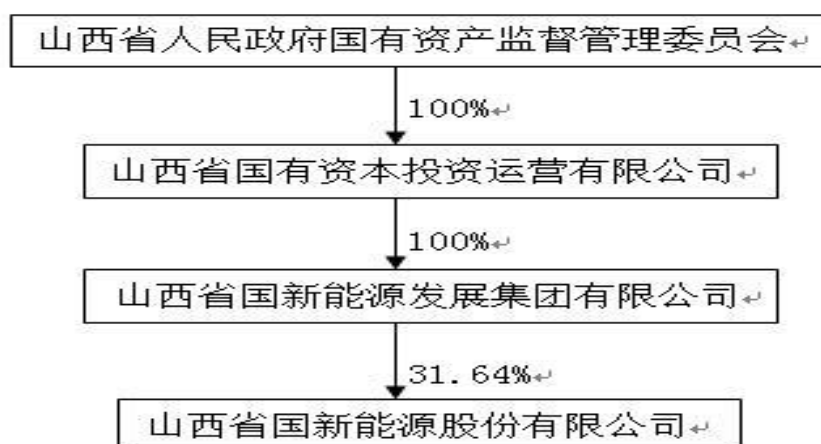 山西省人民政府国有资产监督管理委员会↵
100%↵
山西省国有资本投资运营有限公司↵
100%↵
山西省国新能源发展集团有限公司↵
31.64%↵
山西省国新能源股份有限公司↵